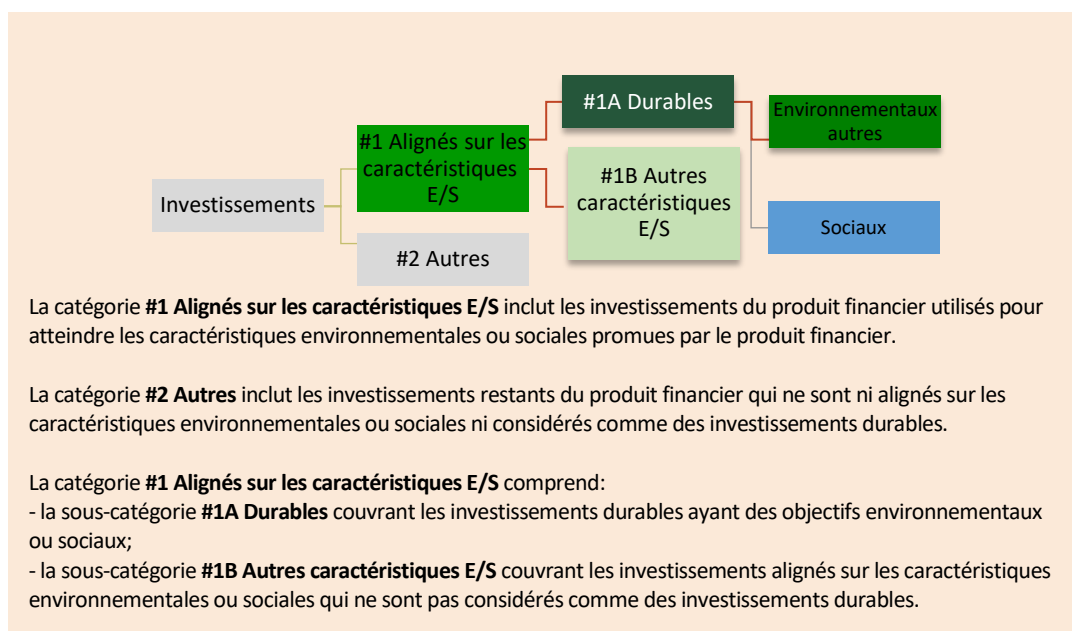 #1A Durables
Environnementaux
autres
#1 Alignés sur les
caractéristiques
E/S
#1B Autres
caractéristiques
E/S
Investissements
Sociaux
#2 Autres
La catégorie #1 Alignés sur les caractéristiques E/S inclut les investissements du produit financier utilisés pour
atteindre les caractéristiques environnementales ou sociales promues par le produit financier.
La catégorie #2 Autres inclut les investissements restants du produit financier qui ne sont ni alignés sur les
caractéristiques environnementales ou sociales ni considérés comme des investissements durables.
La catégorie #1 Alignés sur les caractéristiques E/S comprend:
- la sous-catégorie #1A Durables couvrant les investissements durables ayant des objectifs environnementaux
ou sociaux;
- la sous-catégorie #1B Autres caractéristiques E/S couvrant les investissements alignés sur les caractéristiques
environnementales ou sociales qui ne sont pas considérés comme des investissements durables.